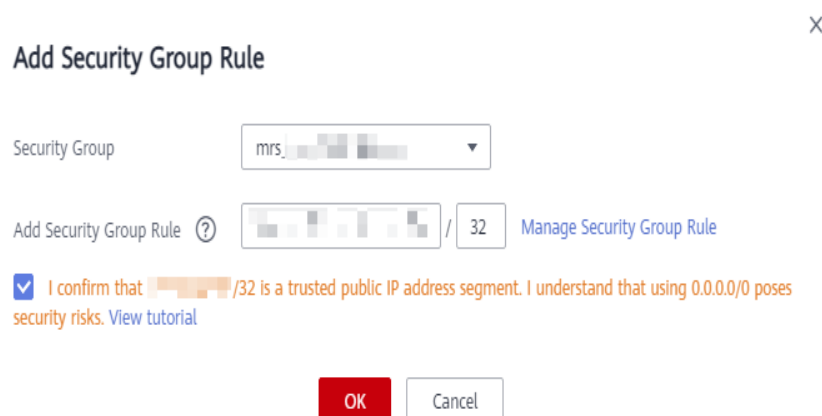 Add Security Group Rule
Security Group mrs_
Add Security Group Rule ? / 32 Manage Security Group Rule
I confirm that /32 is a trusted public IP address segment. I understand that using 0.0.0.0/0 poses
security risks. View tutorial
OK Cancel